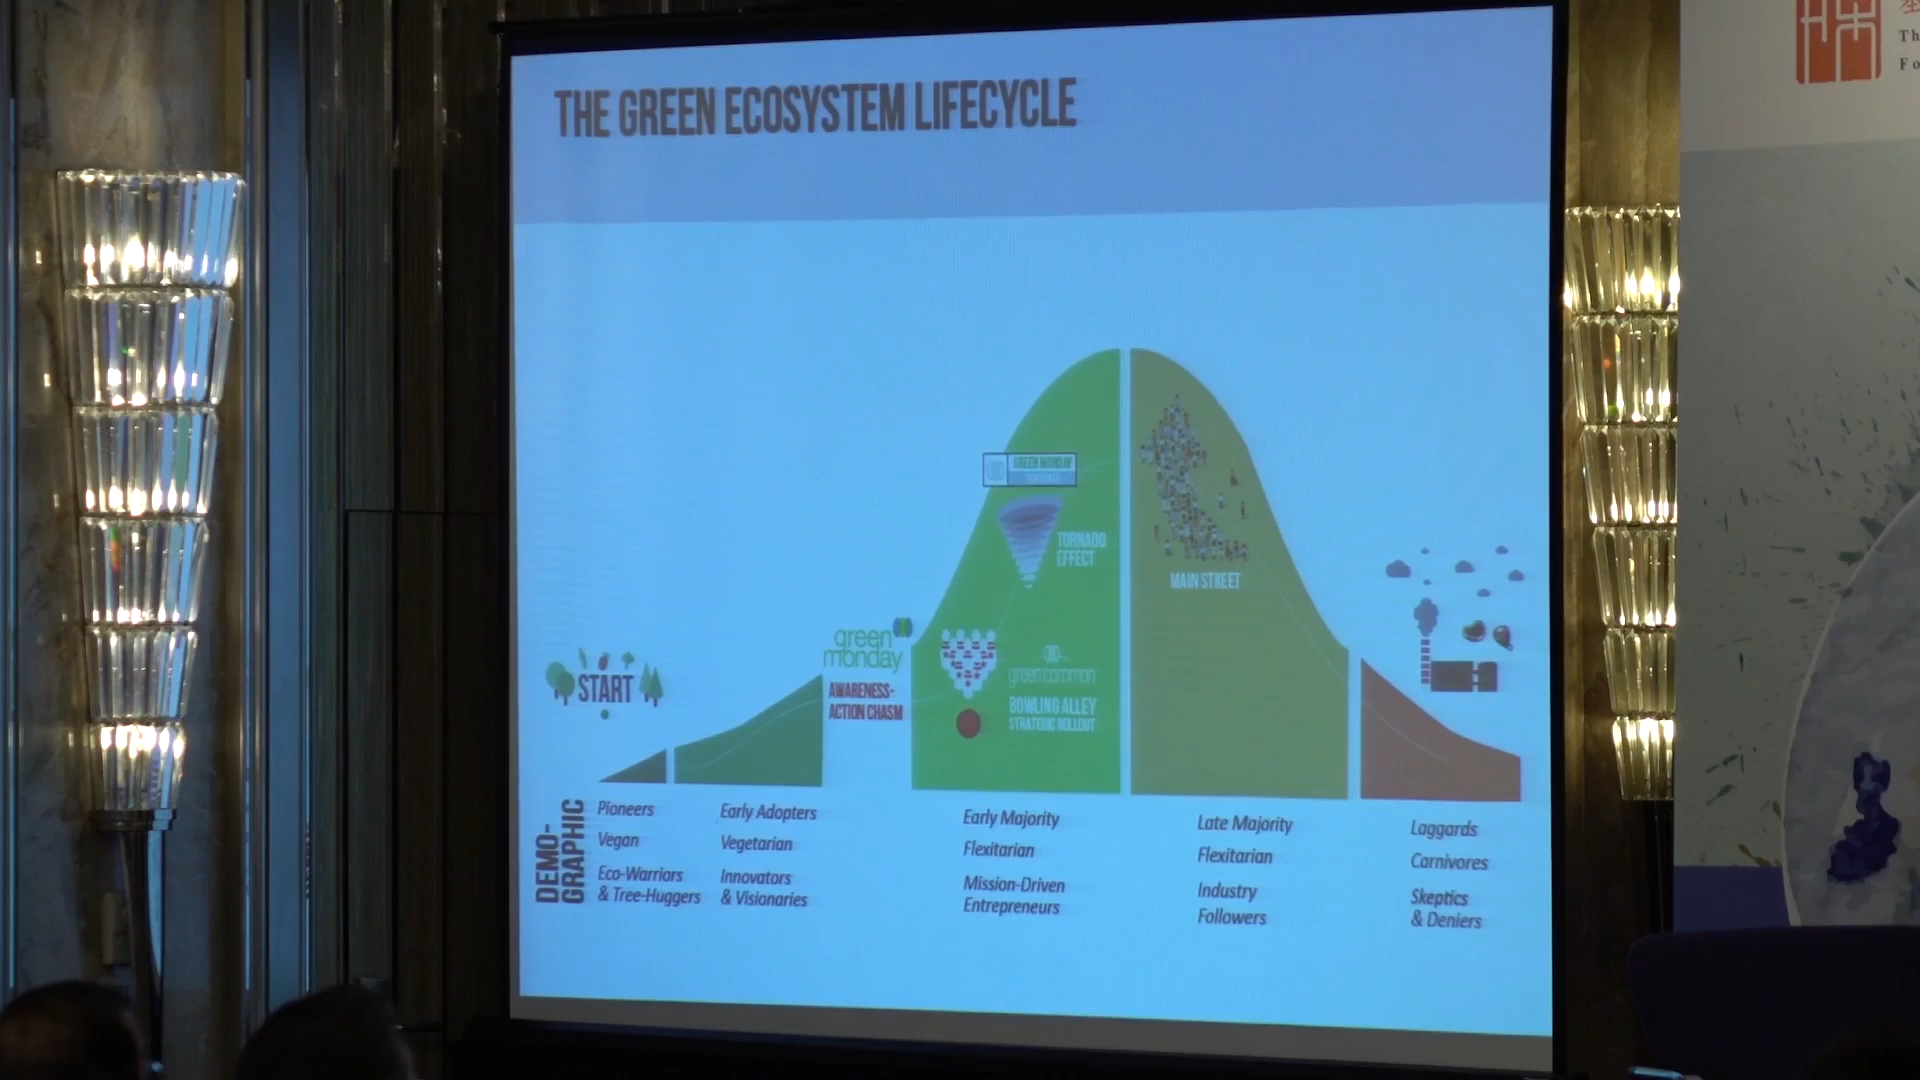 THE GREEN ECOSYSTEM LIFECYCLE
GREEN MONDAY
TORNADO
EFFECT
MAIN STREET
green
monday
START
AWARENESS-
ACTION CHASM
green common
BOWLING ALLEY
STRATEGIC ROLLOUT
DEMO-
GRAPHIC
Pioneers
Vegan
Eco-Warriors
& Tree-Huggers
Early Adopters
Vegetarian
Innovators
& Visionaries
Early Majority
Flexitarian
Mission-Driven
Entrepreneurs
Late Majority
Flexitarian
Industry
Followers
Laggards
Carnivores
Skeptics
& Deniers